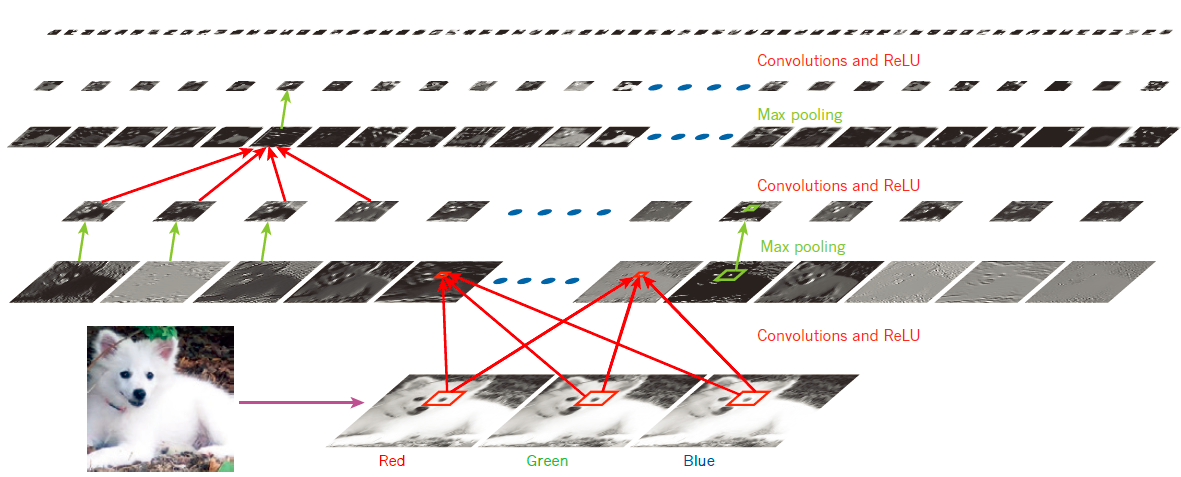 Convolutions and ReLU
Max pooling
Convolutions and ReLU
Max pooling
Convolutions and ReLU
Red
Green
Blue